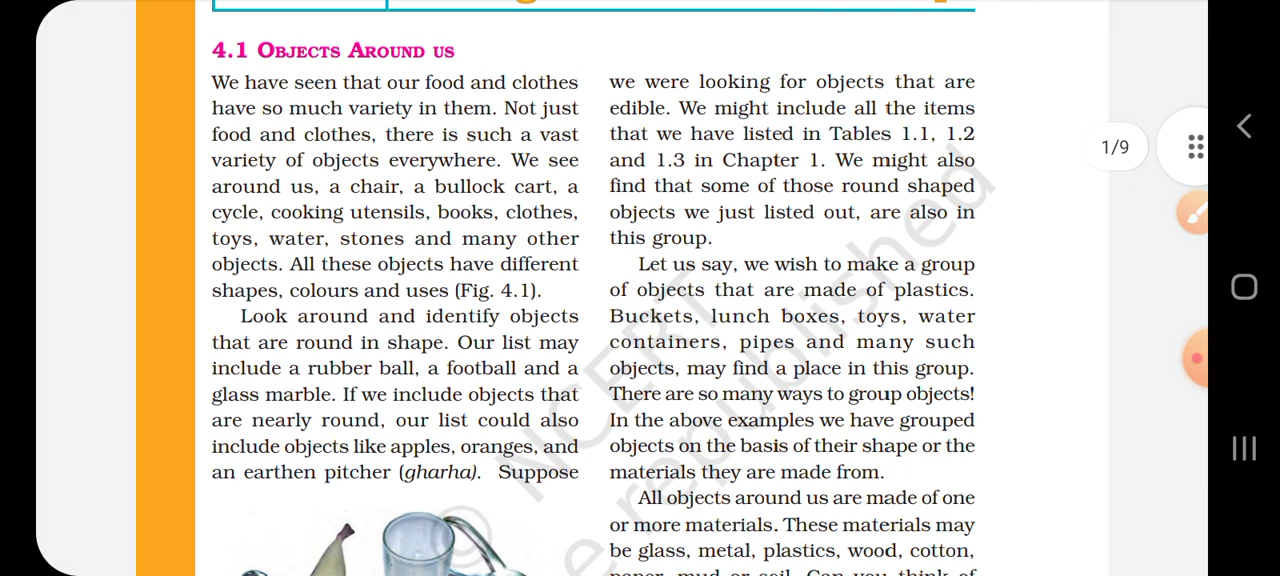 4.1 OBJECTS AROUND US
We have seen that our food and clothes
have so much variety in them. Not just
food and clothes, there is such a vast
variety of objects everywhere. We see
around us, a chair, a bullock cart, a
cycle, cooking utensils, books, clothes,
toys, water, stones and many other
objects. All these objects have different
shapes, colours and uses (Fig. 4.1).
Look around and identify objects
that are round in shape. Our list may
include a rubber ball, a football and a
glass marble. If we include objects that
are nearly round, our list could also
include objects like apples, oranges, and
an earthen pitcher (gharha). Suppose
we were looking for objects that are
edible. We might include all the items
that we have listed in Tables 1.1, 1.2
and 1.3 in Chapter 1. We might also
find that some of those round shaped
objects we just listed out, are also in
this group.
Let us say, we wish to make a group
of objects that are made of plastics.
Buckets, lunch boxes, toys, water
containers, pipes and many such
objects, may find a place in this group.
There are so many ways to group objects!
In the above examples we have grouped
objects on the basis of their shape or the
materials they are made from.
All objects around us are made of one
or more materials. These materials may
be glass, metal, plastics, wood, cotton,
paper, mud or soil. Can you think of
1/9
© NCERT
be republished